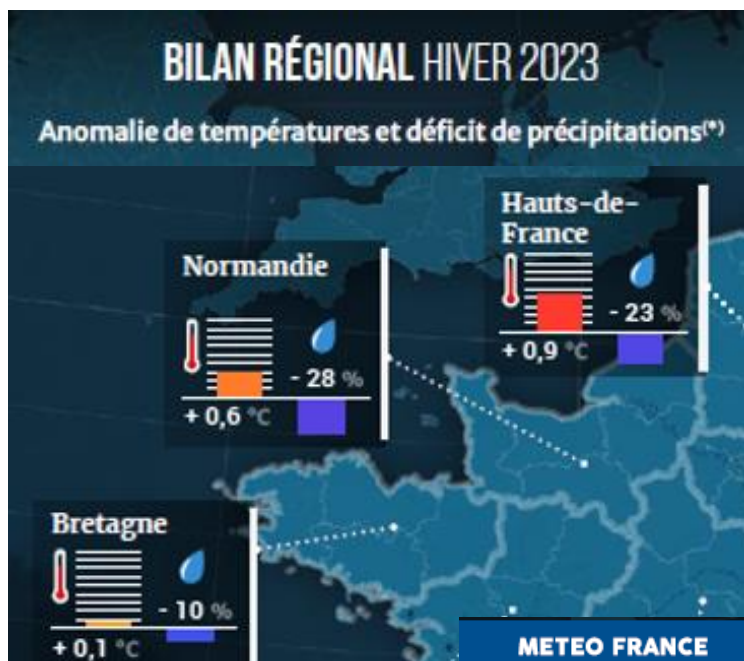 BILAN RÉGIONAL HIVER 2023
Anomalie de températures et déficit de précipitations(*)
Hauts-de-
France
- 23 %
+ 0,9 °C
Normandie
- 28 %
+ 0,6 °C
Bretagne
- 10 %
+ 0,1 °C
METEO FRANCE